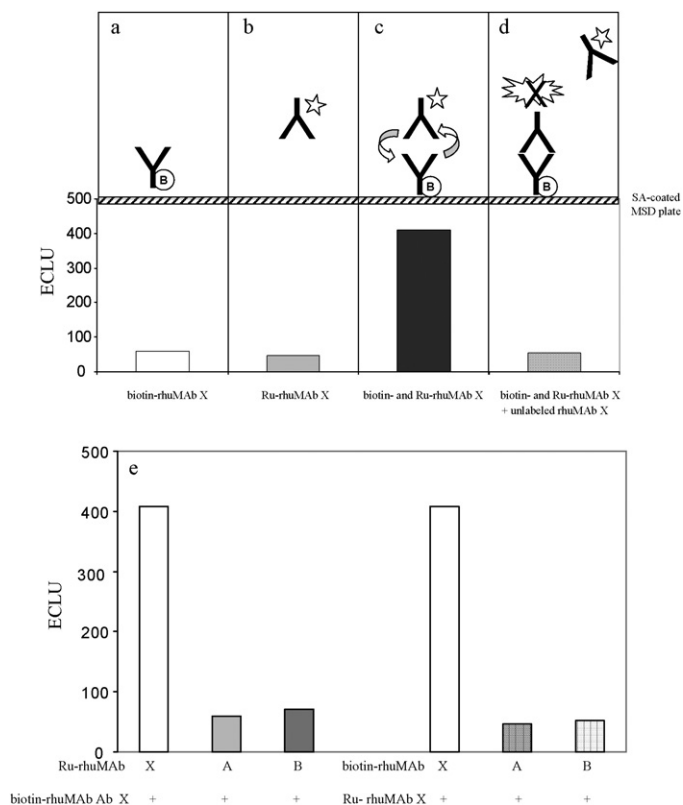 a b c d
B B B
500
SA-coated
MSD plate
400
300
200
100
0
ECLU
biotin-rhuMAb X Ru-rhuMAb X biotin- and Ru-rhuMAb X biotin- and Ru-rhuMAb X
+ unlabeled rhuMAb X
e
500
400
300
200
100
0
ECLU
Ru-rhuMAb X A B biotin-rhuMAb X A B
biotin-rhuMAb Ab X + + + Ru- rhuMAb X + + +